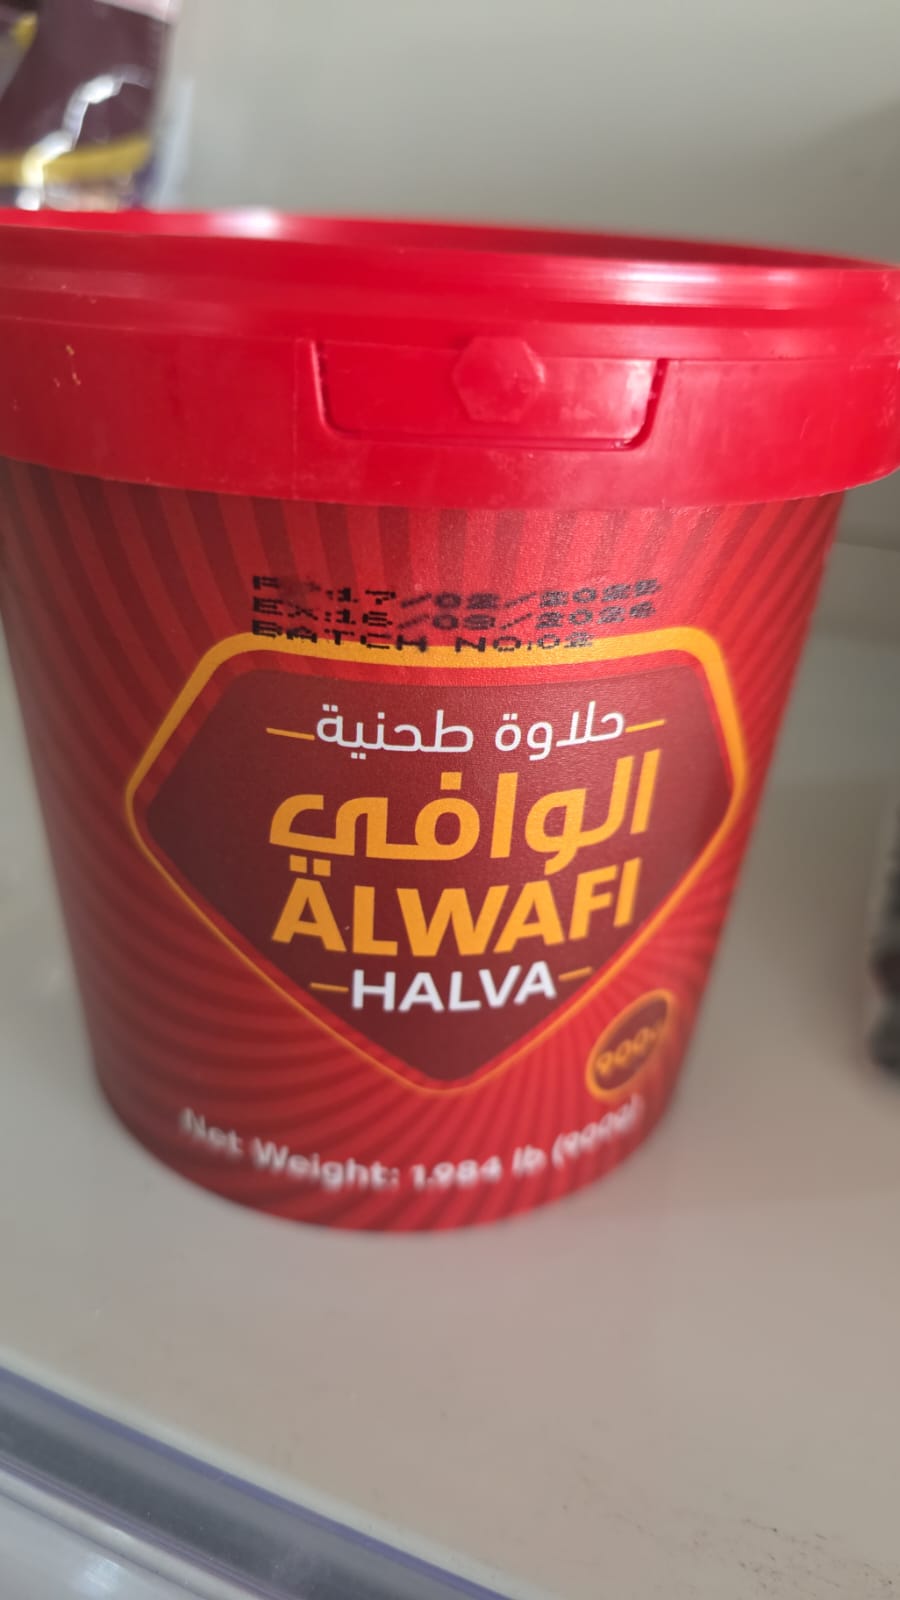 :17/02/2025
EX:16/09/2026
BATCH NO.02
حلاوة طحنية
الوافي
ALWAFI
HALVA
900g
Net Weight: 1.984 lb (900g)